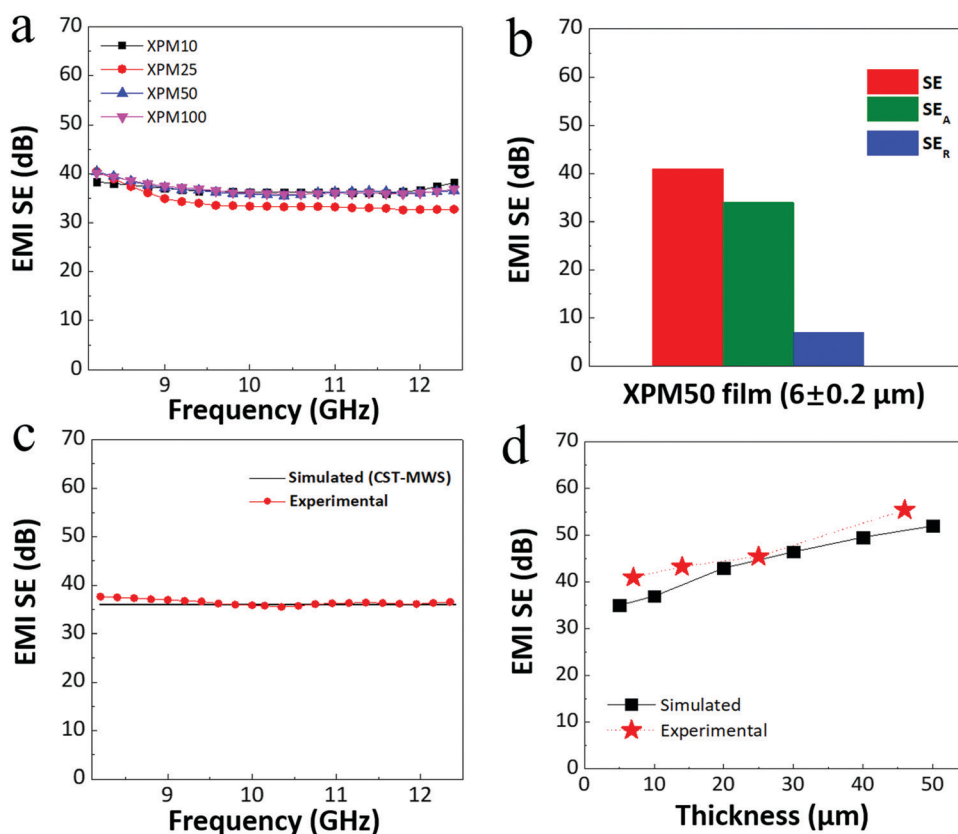 a
70
60
50
40
30
20
10
0
EMI SE (dB)
XPM10
XPM25
XPM50
XPM100
9
10
11
12
Frequency (GHz)
b
70
60
50
40
30
20
10
0
EMI SE (dB)
SE
SE_A
SE_R
XPM50 film (6±0.2 μm)
c
70
60
50
40
30
20
10
0
EMI SE (dB)
Simulated (CST-MWS)
Experimental
9
10
11
12
Frequency (GHz)
d
70
60
50
40
30
20
10
0
EMI SE (dB)
Simulated
Experimental
0
10
20
30
40
50
Thickness (μm)